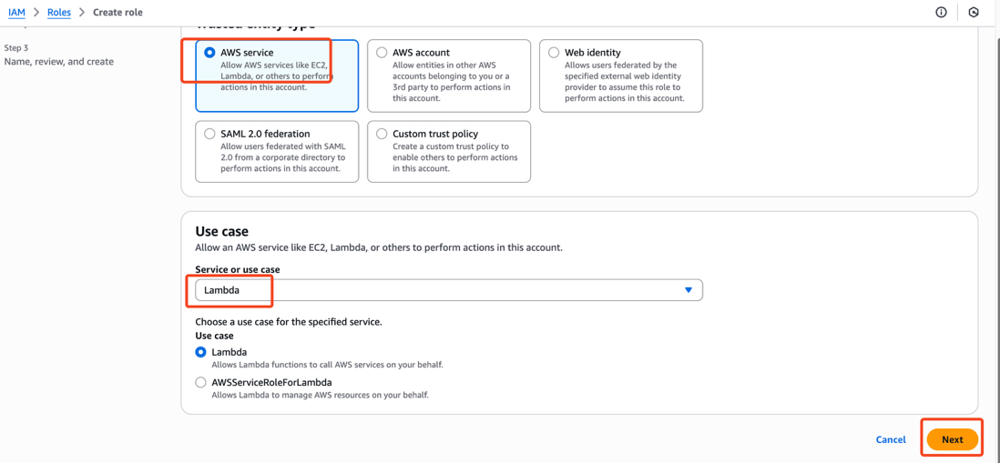 IAM > Roles > Create role
Trusted entity type
Step 3
Name, review, and create
AWS service
Allow AWS services like EC2,
Lambda, or others to perform
actions in this account.
AWS account
Allow entities in other AWS
accounts belonging to you or a
3rd party to perform actions in
this account.
Web identity
Allows users federated by the
specified external web identity
provider to assume this role to
perform actions in this account.
SAML 2.0 federation
Allow users federated with SAML
2.0 from a corporate directory to
perform actions in this account.
Custom trust policy
Create a custom trust policy to
enable others to perform actions
in this account.
Use case
Allow an AWS service like EC2, Lambda, or others to perform actions in this account.
Service or use case
Lambda
Choose a use case for the specified service.
Use case
Lambda
Allows Lambda functions to call AWS services on your behalf.
AWSServiceRoleForLambda
Allows Lambda to manage AWS resources on your behalf.
Cancel
Next